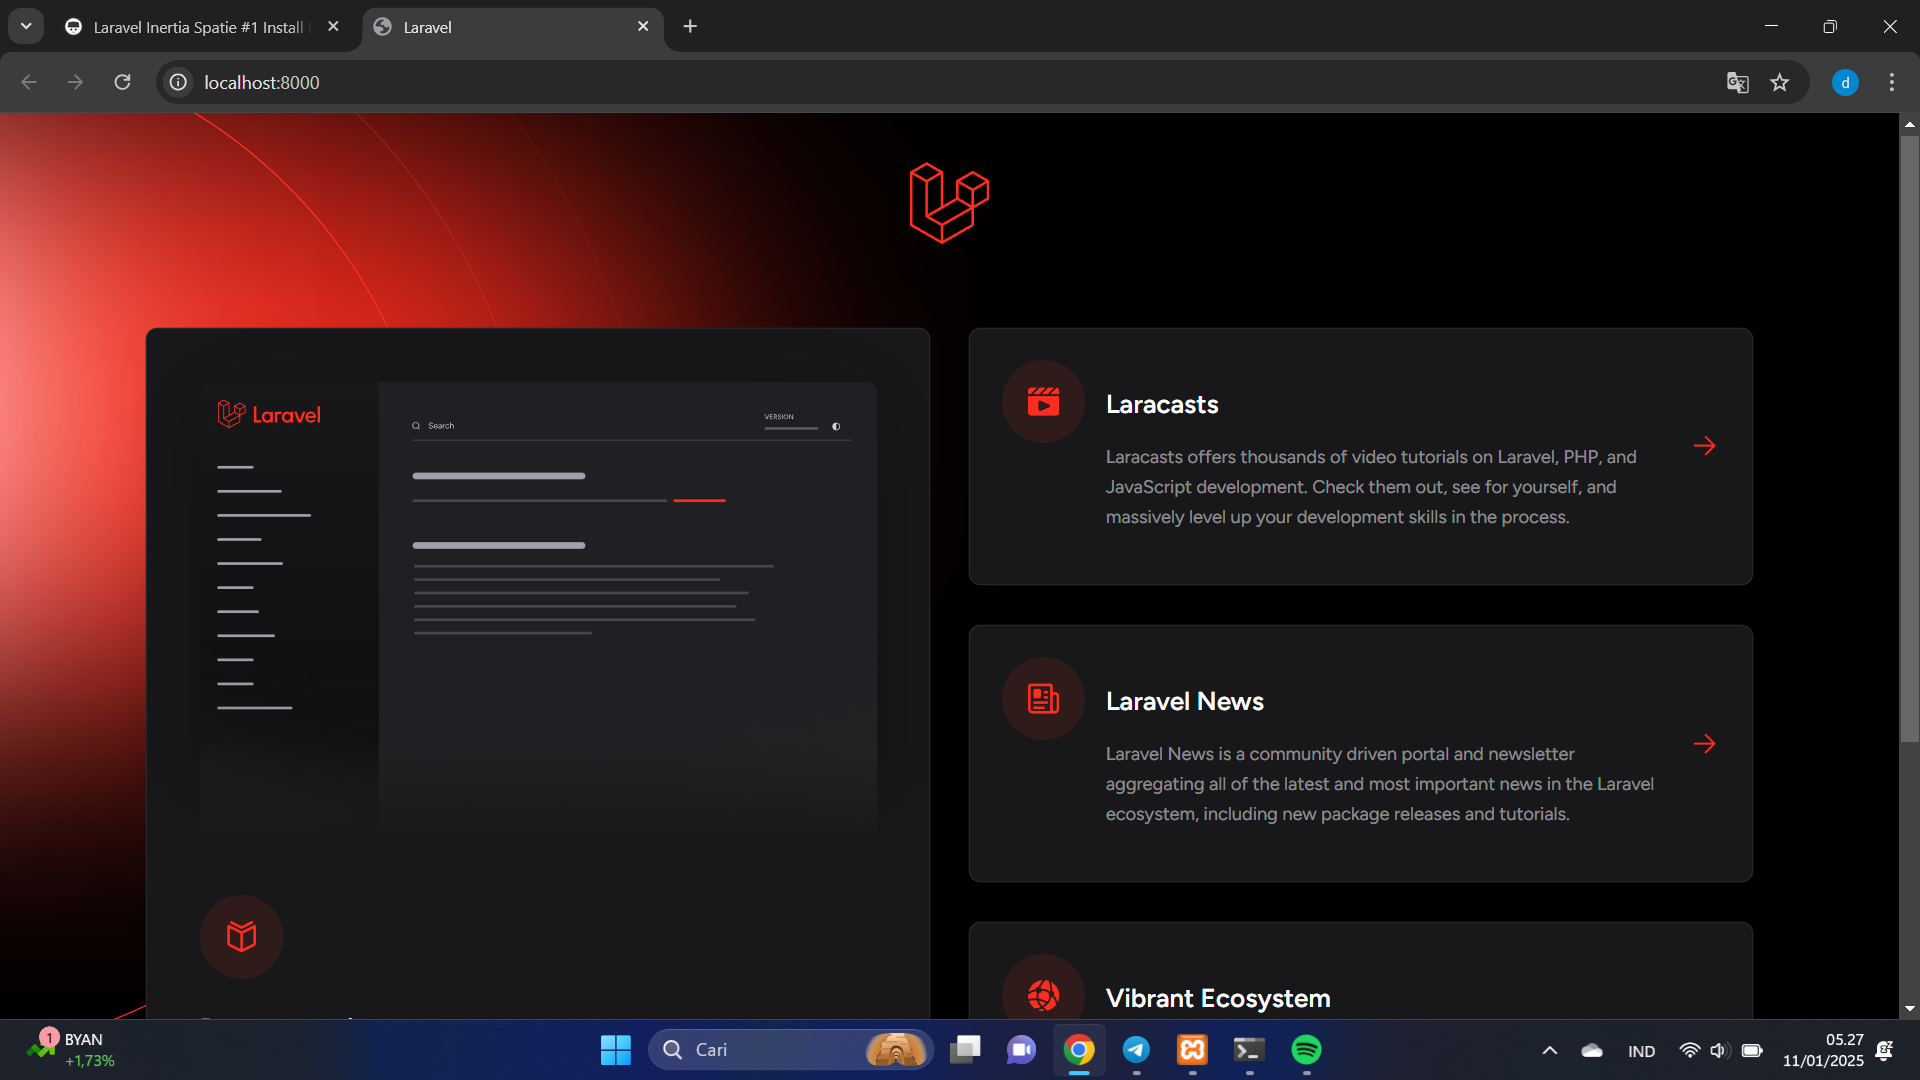 Laravel Inertia Spatie #1 Install
Laravel
localhost:8000
d
Laravel
Search
VERSION
Laracasts
Laracasts offers thousands of video tutorials on Laravel, PHP, and
JavaScript development. Check them out, see for yourself, and
massively level up your development skills in the process.
Laravel News
Laravel News is a community driven portal and newsletter
aggregating all of the latest and most important news in the Laravel
ecosystem, including new package releases and tutorials.
Vibrant Ecosystem
1
BYAN
+1,73%
Cari
IND
05.27
11/01/2025